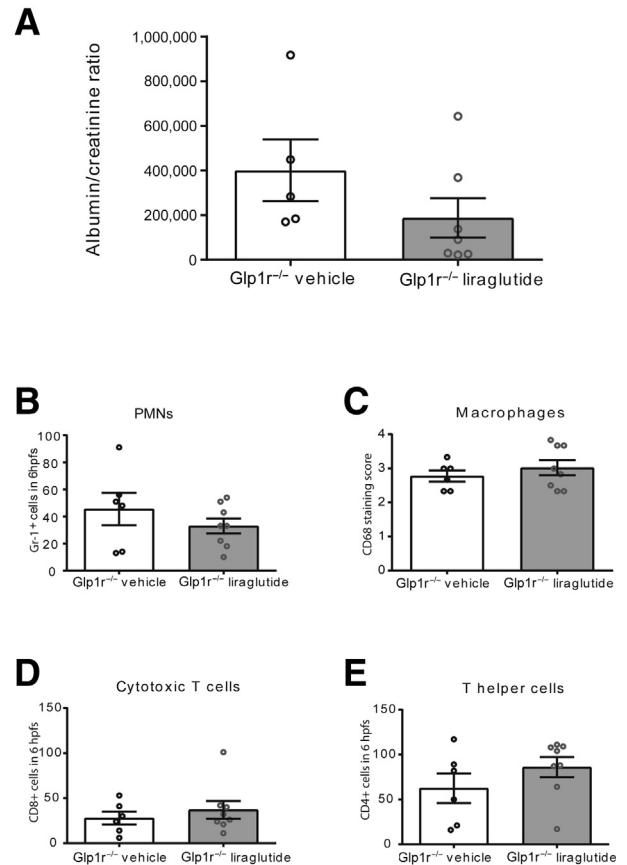 A
Albumin/creatinine ratio
1,000,000
800,000
600,000
400,000
200,000
0
Glp1r−/− vehicle
Glp1r−/− liraglutide
B
PMNs
Gr-1+ cells in 6hpfs
100
80
60
40
20
0
Glp1r−/− vehicle
Glp1r−/− liraglutide
C
Macrophages
CD68 staining score
4
3
2
1
0
Glp1r−/− vehicle
Glp1r−/− liraglutide
D
Cytotoxic T cells
CD8+ cells in 6 hpfs
150
100
50
0
Glp1r−/− vehicle
Glp1r−/− liraglutide
E
T helper cells
CD4+ cells in 6 hpfs
150
100
50
0
Glp1r−/− vehicle
Glp1r−/− liraglutide